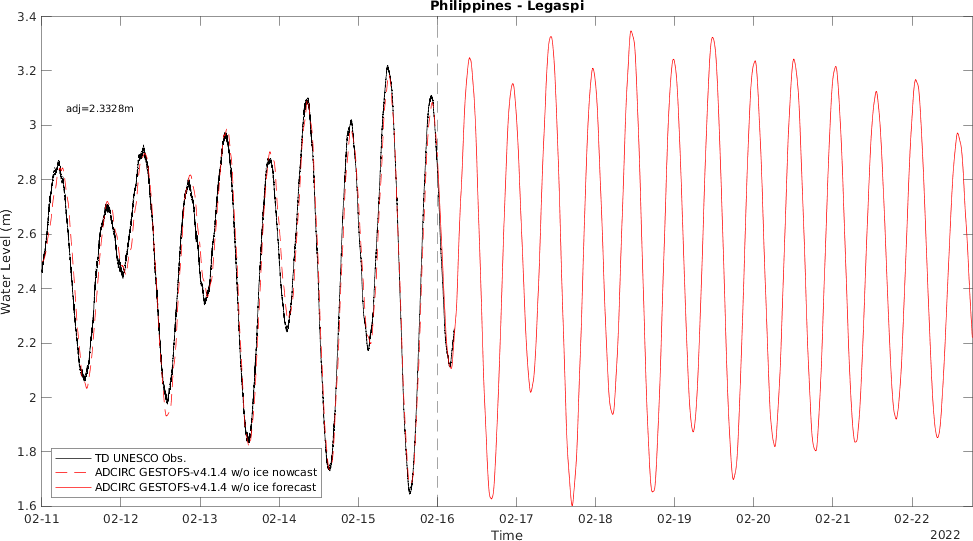 Philippines - Legaspi
3.4
3.2
3
2.8
2.6
2.4
2.2
2
1.8
1.6
Water Level (m)
adj=2.3328m
TD UNESCO Obs.
ADCIRC GESTOFS-v4.1.4 w/o ice nowcast
ADCIRC GESTOFS-v4.1.4 w/o ice forecast
02-11 02-12 02-13 02-14 02-15 02-16 02-17 02-18 02-19 02-20 02-21 02-22
Time
2022